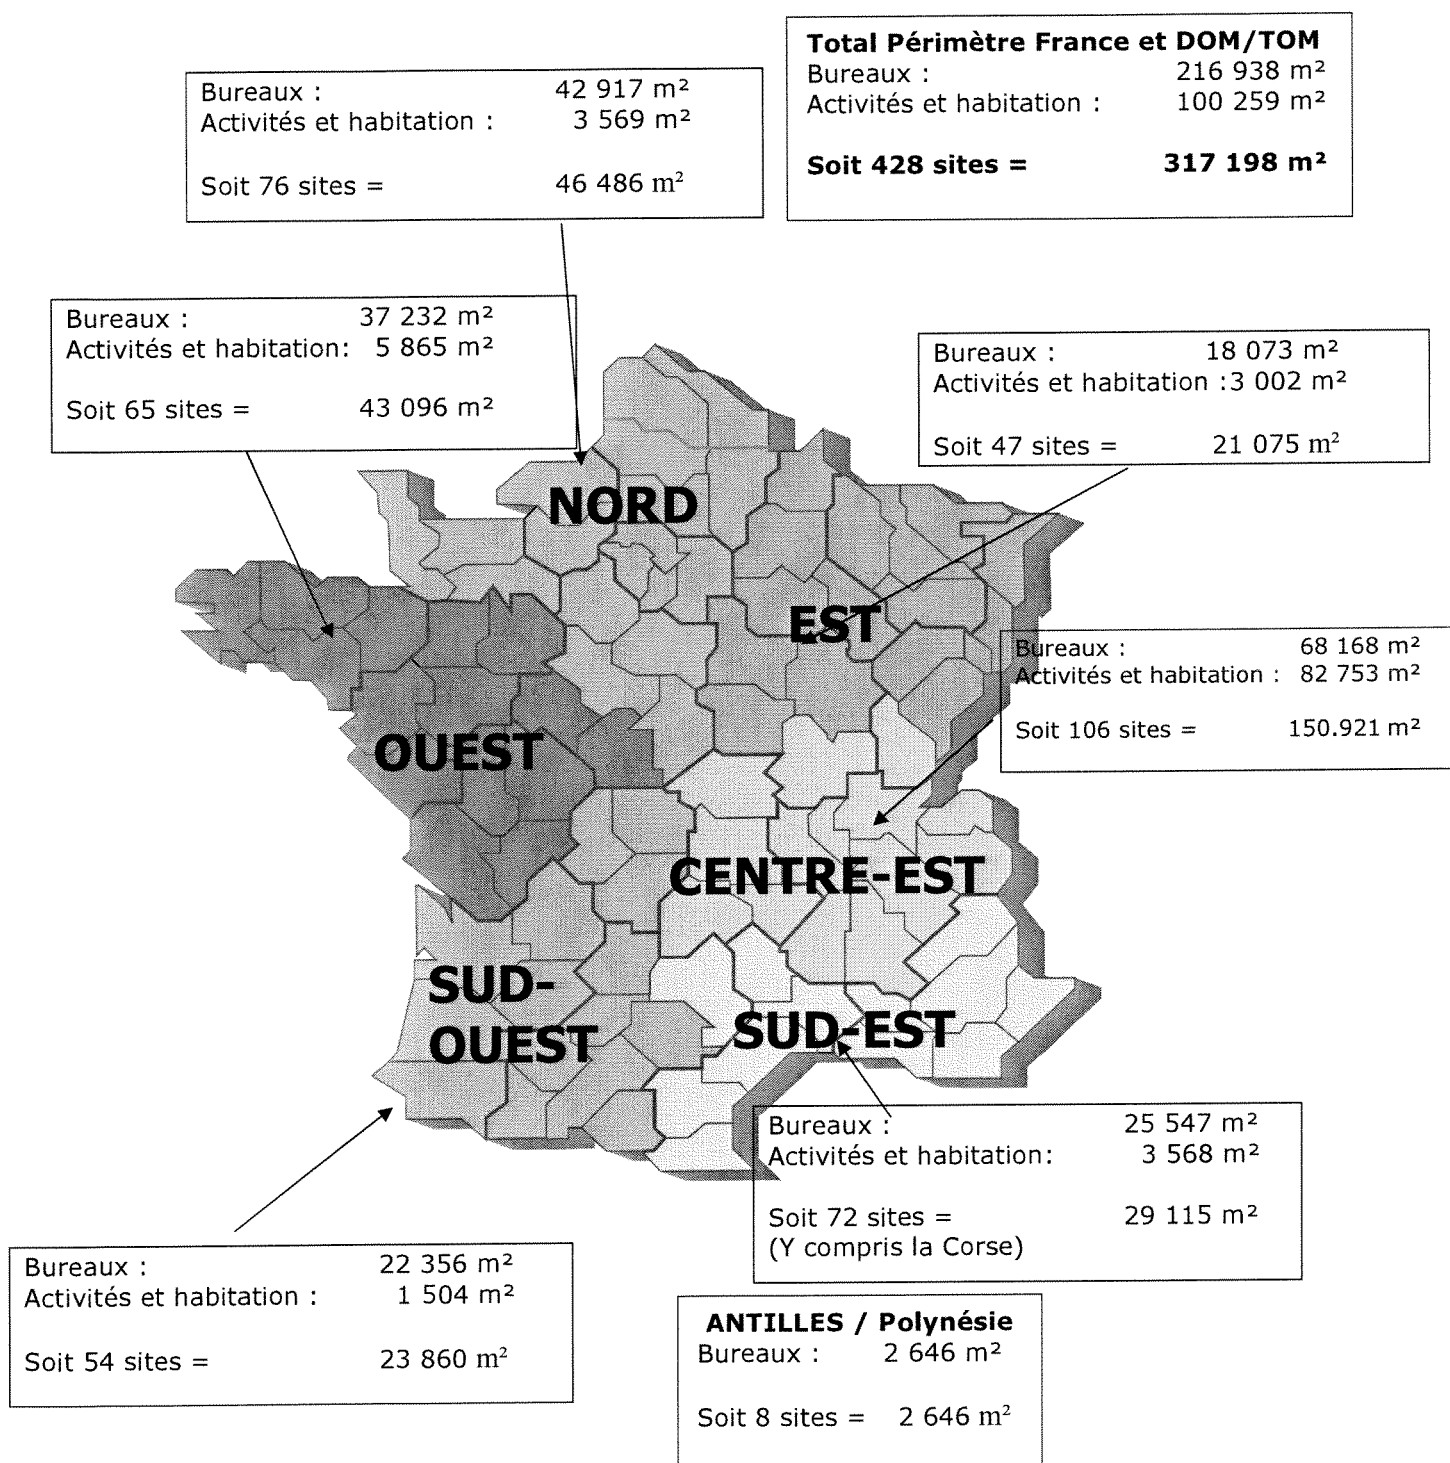 Total Périmètre France et DOM/TOM
Bureaux : 216 938 m²
Activités et habitation : 100 259 m²
Soit 428 sites = 317 198 m²
Bureaux : 42 917 m²
Activités et habitation : 3 569 m²
Soit 76 sites = 46 486 m²
Bureaux : 37 232 m²
Activités et habitation: 5 865 m²
Soit 65 sites = 43 096 m²
Bureaux : 18 073 m²
Activités et habitation :3 002 m²
Soit 47 sites = 21 075 m²
NORD
EST
Bureaux : 68 168 m²
Activités et habitation : 82 753 m²
Soit 106 sites = 150.921 m²
OUEST
CENTRE-EST
SUD-
OUEST
SUD-EST
Bureaux : 25 547 m²
Activités et habitation: 3 568 m²
Soit 72 sites = 29 115 m²
(Y compris la Corse)
Bureaux : 22 356 m²
Activités et habitation : 1 504 m²
Soit 54 sites = 23 860 m²
ANTILLES / Polynésie
Bureaux : 2 646 m²
Soit 8 sites = 2 646 m²